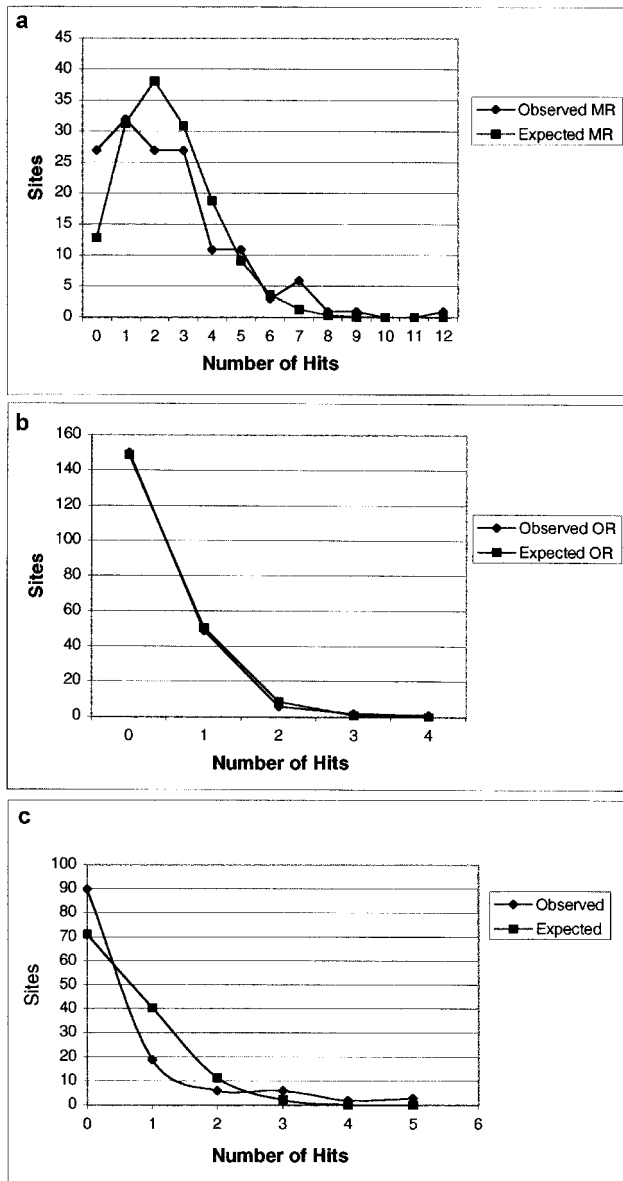 a
45
40
35
30
25
20
15
10
5
0
Sites
0 1 2 3 4 5 6 7 8 9 10 11 12
Number of Hits
Observed MR
Expected MR
b
160
140
120
100
80
60
40
20
0
Sites
0 1 2 3 4
Number of Hits
Observed OR
Expected OR
c
100
90
80
70
60
50
40
30
20
10
0
Sites
0 1 2 3 4 5 6
Number of Hits
Observed
Expected